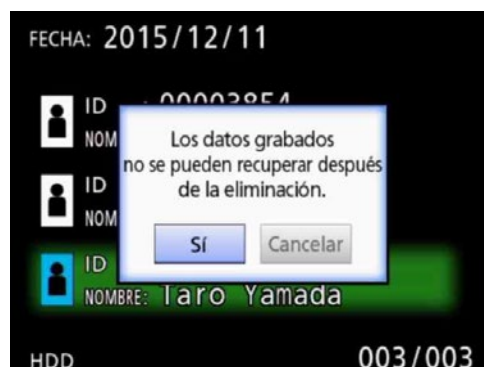 FECHA: 2015/12/11
ID : 00003854
NOM
Los datos grabados
no se pueden recuperar después
de la eliminación.
ID
NOM
Sí Cancelar
ID
NOMBRE: Taro Yamada
HDD 003/003